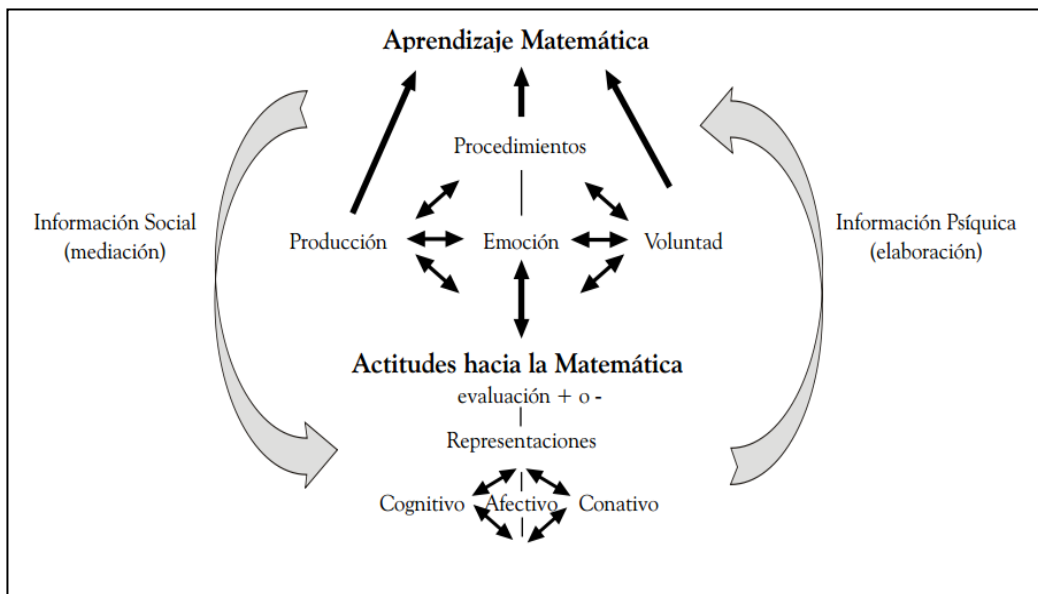 Aprendizaje Matemática
Procedimientos
Información Social
(mediación)
Producción
Emoción
Voluntad
Información Psíquica
(elaboración)
Actitudes hacia la Matemática
evaluación + o -
Representaciones
Cognitivo
Afectivo
Conativo